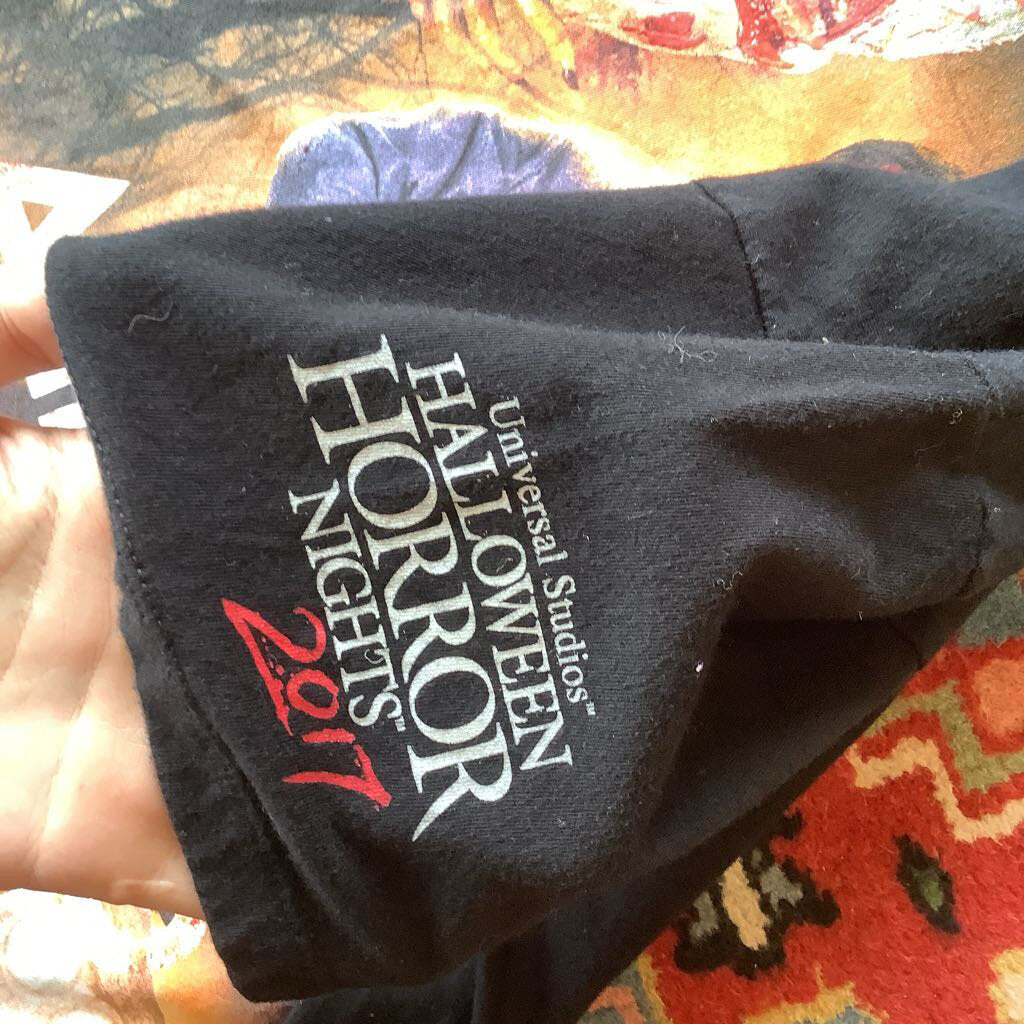 Universal Studios™
HALLOWEEN
HORROR
NIGHTS™
2017